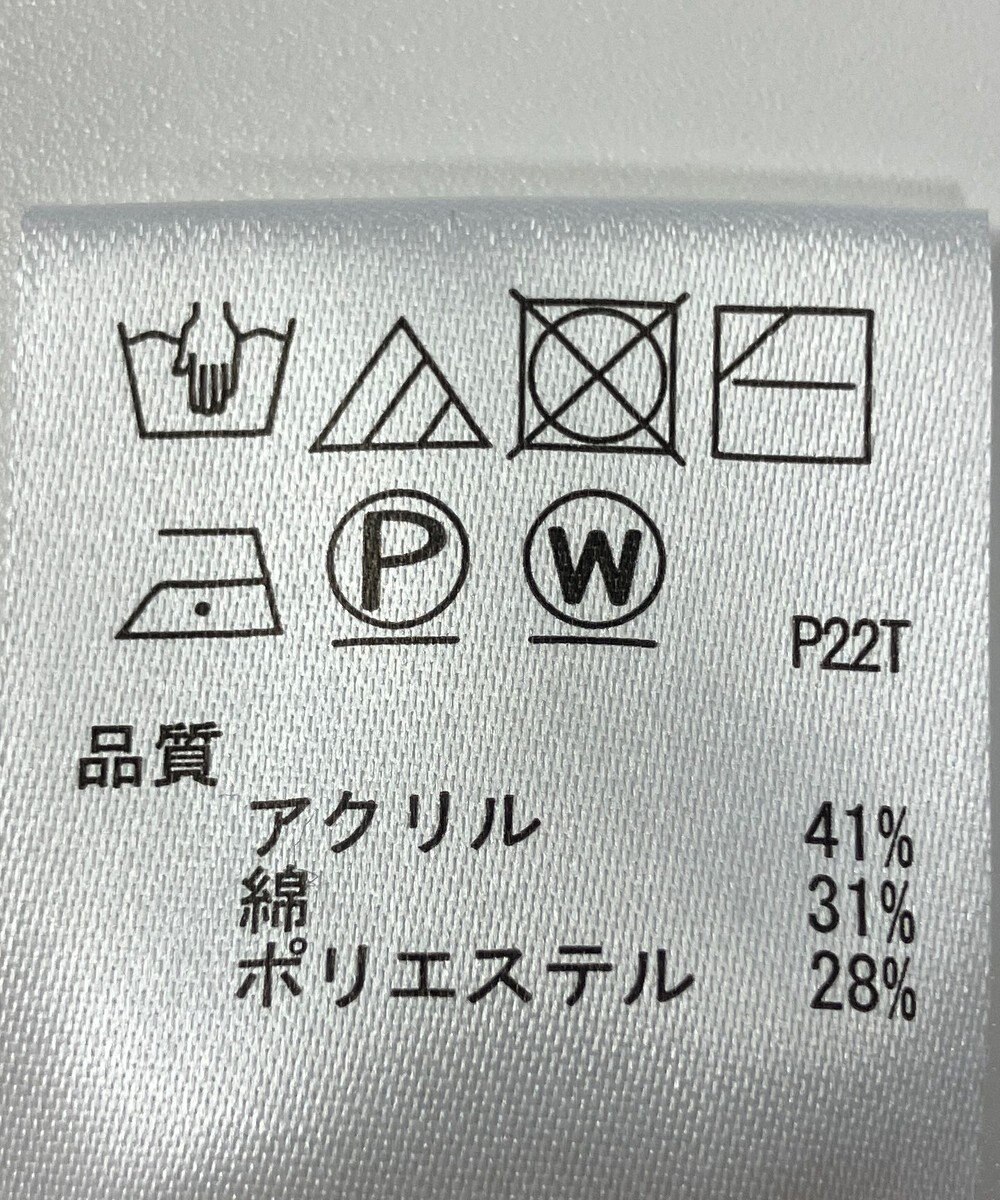 P W
P22T
品質
アクリル 41%
綿 31%
ポリエステル 28%